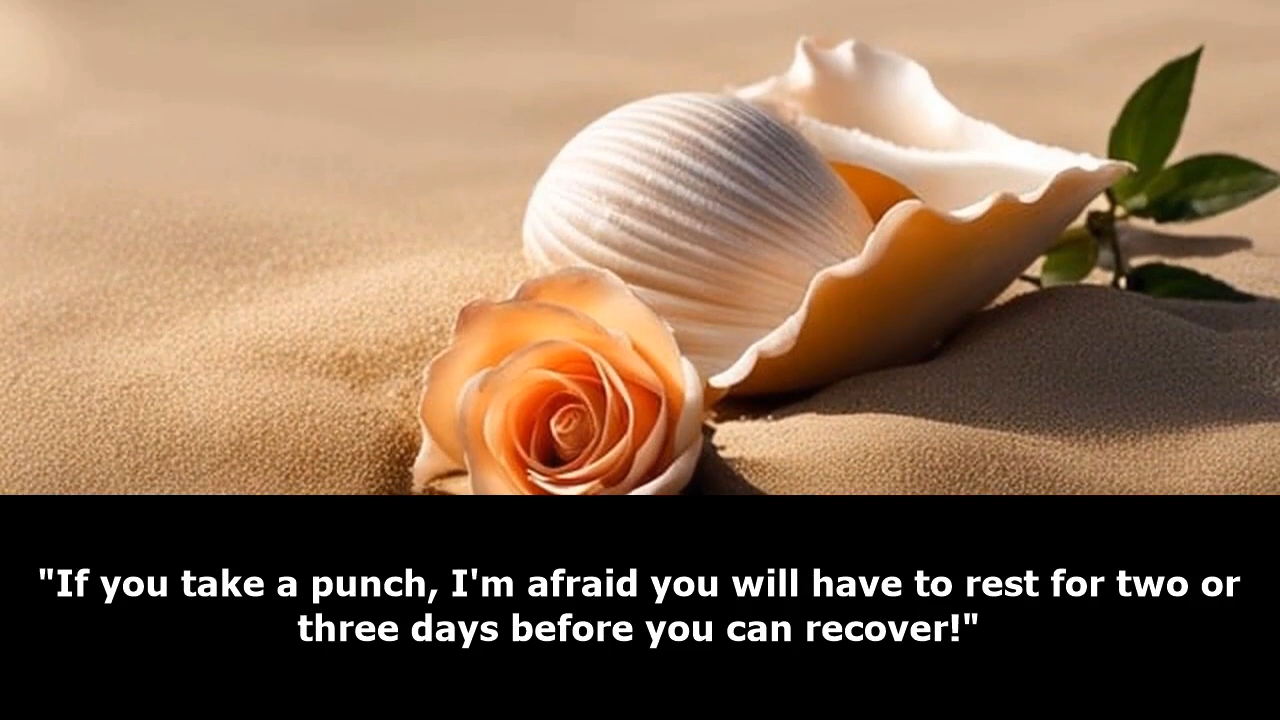 "If you take a punch, I'm afraid you will have to rest for two or
three days before you can recover!"